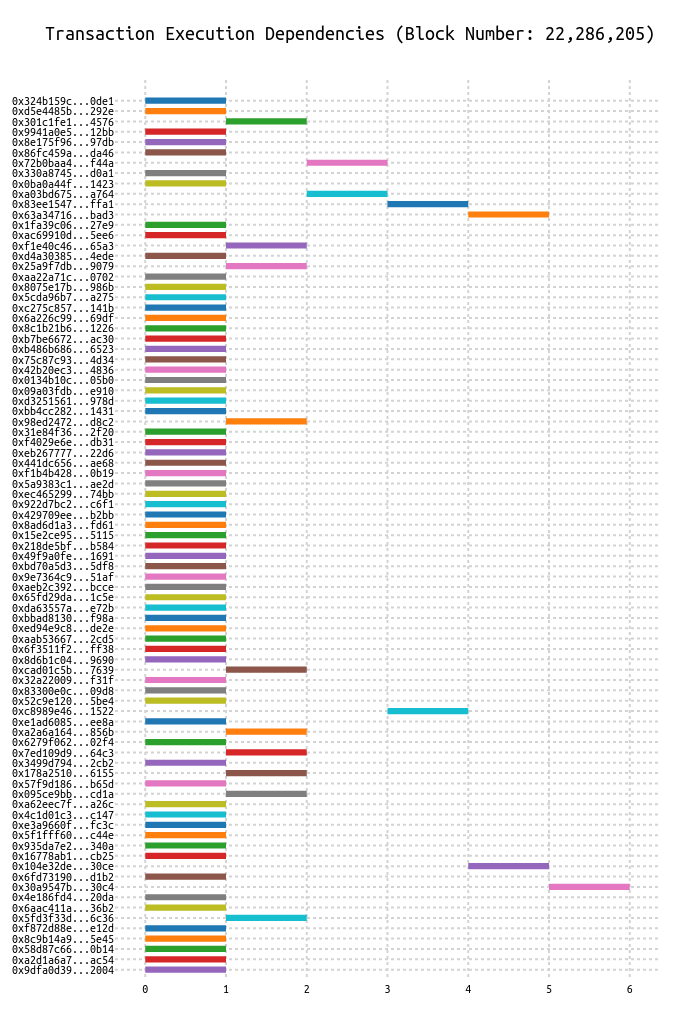 Transaction Execution Dependencies (Block Number: 22,286,205)
0x324b159c...0de1
0xd5e4485b...292e
0x301c1fe1...4576
0x9941a0e5...12bb
0x8e175f96...97db
0x86fc459a...da46
0x72b0baa4...f44a
0x330a8745...d0a1
0x0ba0a44f...1423
0xa03bd675...a764
0x83ee1547...ffa1
0x63a34716...bad3
0x1fa39c06...27e9
0xac69910d...5ee6
0xf1e40c46...65a3
0xd4a30385...4ede
0x25a9f7db...9079
0xaa22a71c...0702
0x8075e17b...986b
0x5cda96b7...a275
0xc275c857...141b
0x6a226c99...69df
0x8c1b21b6...1226
0xb7be6672...ac30
0xb486b686...6523
0x75c87c93...4d34
0x42b20ec3...4836
0x0134b10c...05b0
0x09a03fdb...e910
0xd3251561...978d
0xbb4cc282...1431
0x98ed2472...d8c2
0x31e84f36...2f20
0xf4029e6e...db31
0xeb267777...22d6
0x441dc656...ae68
0xf1b4b428...0b19
0x5a9383c1...ae2d
0xec465299...74bb
0x922d7bc2...c6f1
0x429709ee...b2bb
0x8ad6d1a3...fd61
0x15e2ce95...5115
0x218de5bf...b584
0x49f9a0fe...1691
0xbd70a5d3...5df8
0x9e7364c9...51af
0xaeb2c392...bcce
0x65fd29da...1c5e
0xda63557a...e72b
0xbbad8130...f98a
0xed94e9c8...de2e
0xaab53667...2cd5
0x6f3511f2...ff38
0x8d6b1c04...9690
0xcad01c5b...7639
0x32a22009...f31f
0x83300e0c...09d8
0x52c9e120...5be4
0xc8989e46...1522
0xe1ad6085...ee8a
0xa2a6a164...856b
0x6279f062...02f4
0x7ed109d9...64c3
0x3499d794...2cb2
0x178a2510...6155
0x57f9d186...b65d
0x095ce9bb...cd1a
0xa62eec7f...a26c
0x4c1d01c3...c147
0xe3a9660f...fc3c
0x5f1fff60...c44e
0x935da7e2...340a
0x16778ab1...cb25
0x104e32de...30ce
0x6fd73190...d1b2
0x30a9547b...30c4
0x4e186fd4...20da
0x6aac411a...36b2
0x5fd3f33d...6c36
0xf872d88e...e12d
0x8c9b14a9...5e45
0x58d87c66...0b14
0xa2d1a6a7...ac54
0x9dfa0d39...2004
0 1 2 3 4 5 6